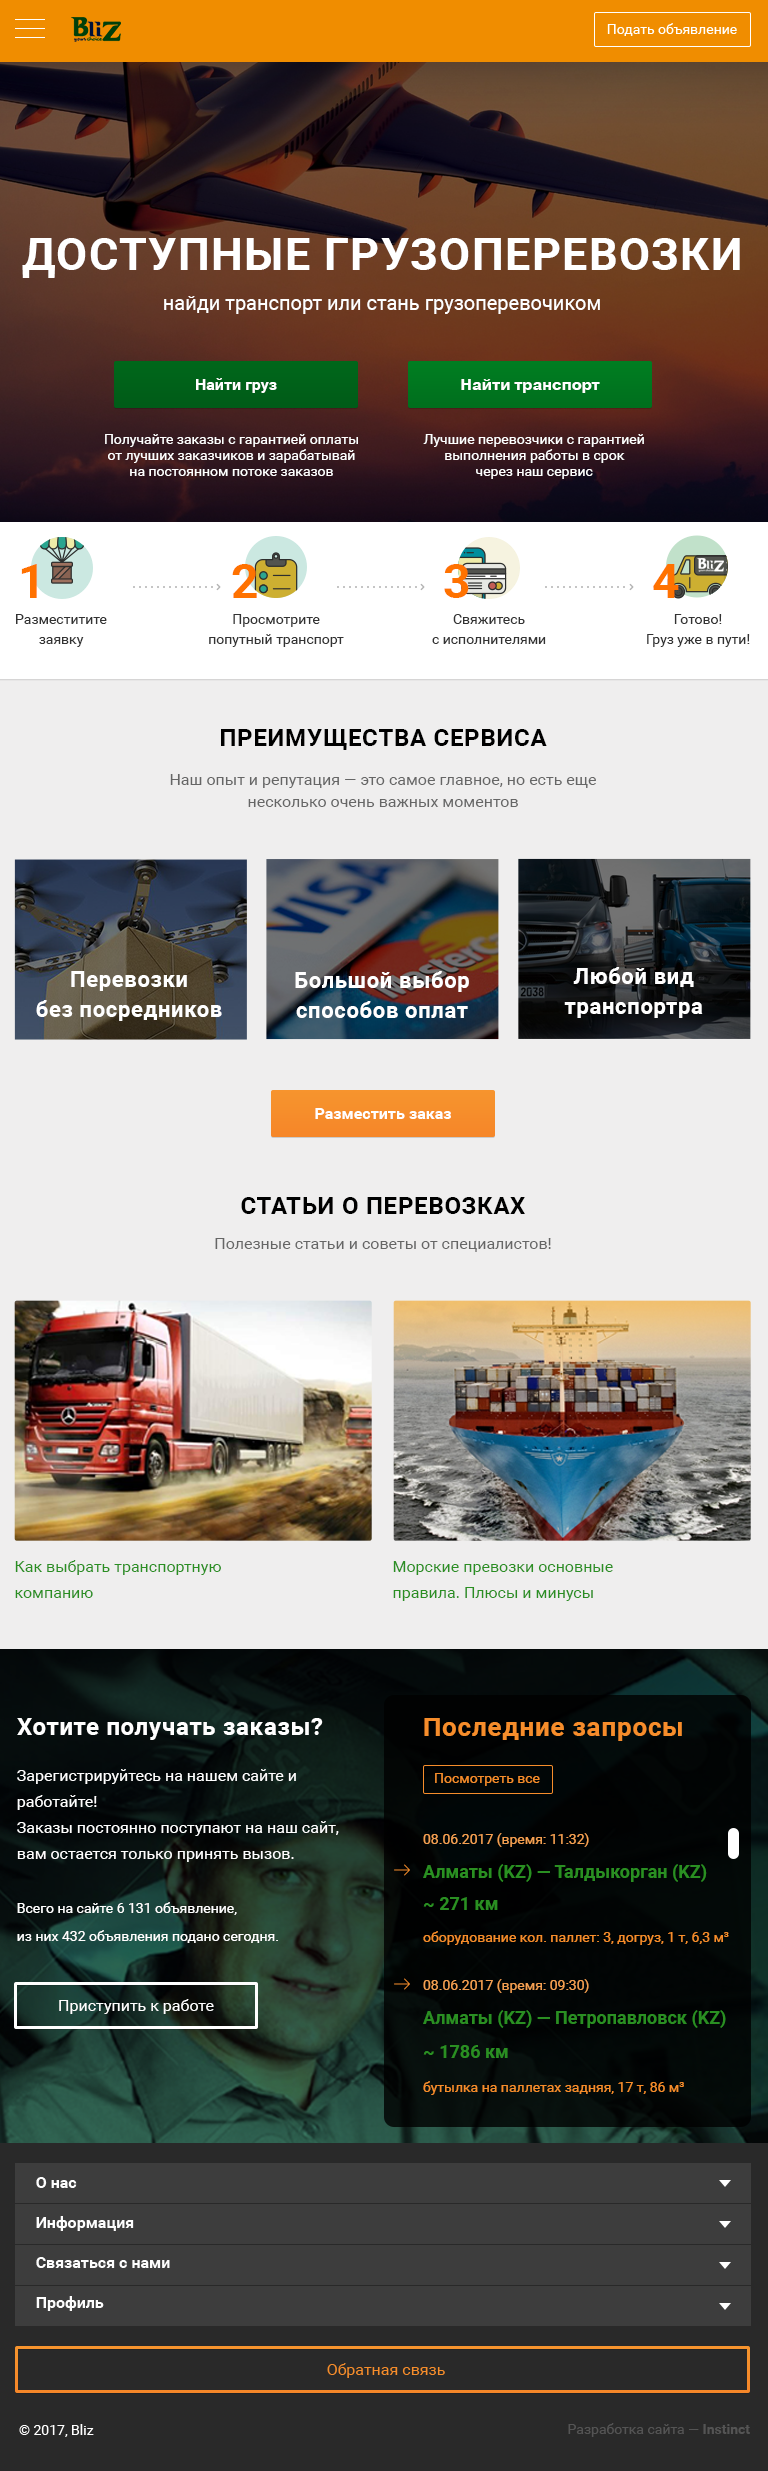 BliZ
your choice
Подать объявление
ДОСТУПНЫЕ ГРУЗОПЕРЕВОЗКИ
найди транспорт или стань грузоперевочиком
Найти груз
Найти транспорт
Получайте заказы с гарантией оплаты
от лучших заказчиков и зарабатывай
на постоянном потоке заказов
Лучшие перевозчики с гарантией
выполнения работы в срок
через наш сервис
1
Разместитите
заявку
2
Просмотрите
попутный транспорт
3
Свяжитесь
с исполнителями
4
BliZ
Готово!
Груз уже в пути!
ПРЕИМУЩЕСТВА СЕРВИСА
Наш опыт и репутация — это самое главное, но есть еще
несколько очень важных моментов
Перевозки
без посредников
VISA
MasterC
Большой выбор
способов оплат
2038
Любой вид
транспортра
Разместить заказ
СТАТЬИ О ПЕРЕВОЗКАХ
Полезные статьи и советы от специалистов!
Как выбрать транспортную
компанию
Морские превозки основные
правила. Плюсы и минусы
Хотите получать заказы?
Зарегистрируйтесь на нашем сайте и
работайте!
Заказы постоянно поступают на наш сайт,
вам остается только принять вызов.
Всего на сайте 6 131 объявление,
из них 432 объявления подано сегодня.
Приступить к работе
Последние запросы
Посмотреть все
08.06.2017 (время: 11:32)
Алматы (KZ) — Талдыкорган (KZ)
~ 271 км
оборудование кол. паллет: 3, догруз, 1 т, 6,3 м³
08.06.2017 (время: 09:30)
Алматы (KZ) — Петропавловск (KZ)
~ 1786 км
бутылка на паллетах задняя, 17 т, 86 м³
О нас
Информация
Связаться с нами
Профиль
Обратная связь
© 2017, Bliz
Разработка сайта — Instinct